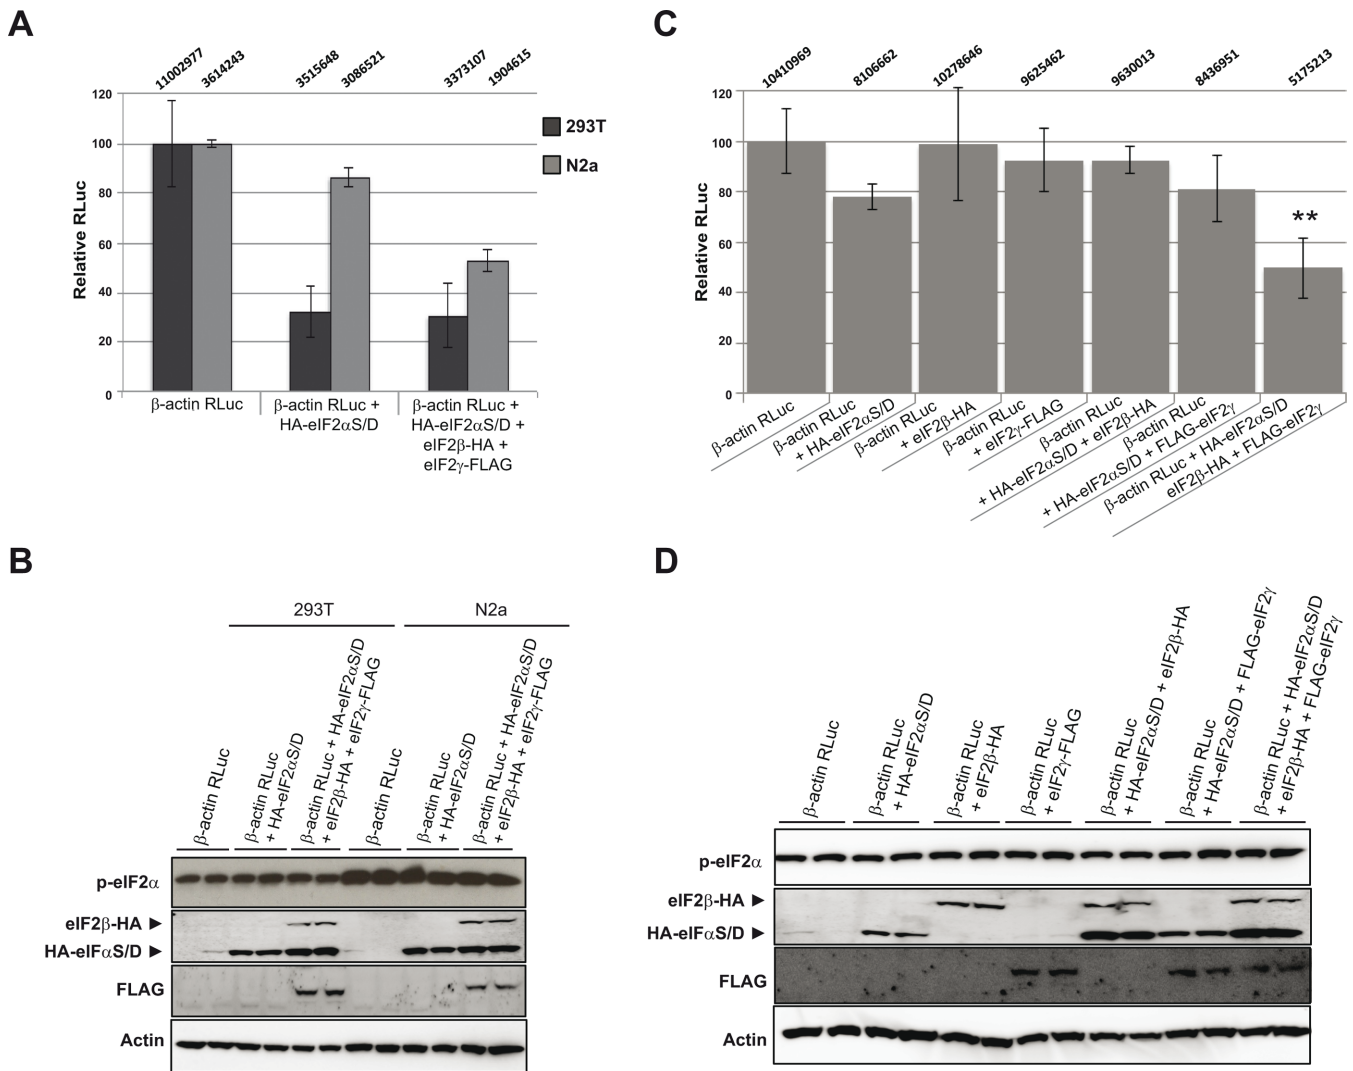 A
11002977
3614243
3515648
3086521
3373107
1904615
120
100
80
60
40
20
0
Relative RLuc
293T
N2a
β-actin RLuc
β-actin RLuc +
HA-eIF2αS/D
β-actin RLuc +
HA-eIF2αS/D +
eIF2β-HA +
eIF2γ-FLAG
C
10410969
8106662
10278646
9625462
9630013
8436951
5175213
120
100
80
60
40
20
0
Relative RLuc
**
β-actin RLuc
β-actin RLuc
+ HA-eIF2αS/D
β-actin RLuc
+ eIF2β-HA
β-actin RLuc
+ eIF2γ-FLAG
β-actin RLuc
+ HA-eIF2αS/D + eIF2β-HA
β-actin RLuc
+ HA-eIF2αS/D + FLAG-eIF2γ
β-actin RLuc + HA-eIF2αS/D
eIF2β-HA + FLAG-eIF2γ
B
293T
N2a
β-actin RLuc
β-actin RLuc
+ HA-eIF2αS/D
β-actin RLuc + HA-eIF2αS/D
+ eIF2β-HA + eIF2γ-FLAG
β-actin RLuc
β-actin RLuc
+ HA-eIF2αS/D
β-actin RLuc + HA-eIF2αS/D
+ eIF2β-HA + eIF2γ-FLAG
p-eIF2α
eIF2β-HA ►
HA-eIFαS/D ►
FLAG
Actin
D
β-actin RLuc
β-actin RLuc
+ HA-eIF2αS/D
β-actin RLuc
+ eIF2β-HA
β-actin RLuc
+ eIF2γ-FLAG
β-actin RLuc
+ HA-eIF2αS/D + eIF2β-HA
β-actin RLuc
+ HA-eIF2αS/D + FLAG-eIF2γ
β-actin RLuc + HA-eIF2αS/D
+ eIF2β-HA + FLAG-eIF2γ
p-eIF2α
eIF2β-HA ►
HA-eIFαS/D ►
FLAG
Actin